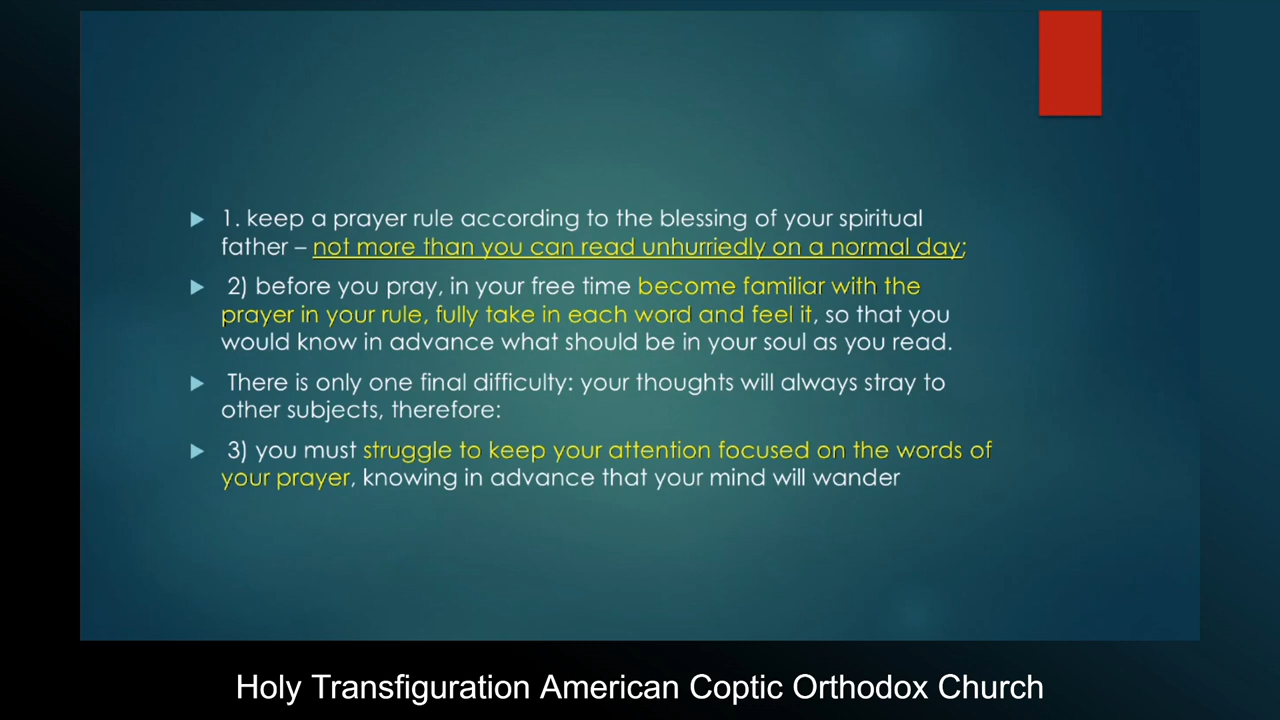 1. keep a prayer rule according to the blessing of your spiritual
father – not more than you can read unhurriedly on a normal day;
2) before you pray, in your free time become familiar with the
prayer in your rule, fully take in each word and feel it, so that you
would know in advance what should be in your soul as you read.
There is only one final difficulty: your thoughts will always stray to
other subjects, therefore:
3) you must struggle to keep your attention focused on the words of
your prayer, knowing in advance that your mind will wander
Holy Transfiguration American Coptic Orthodox Church